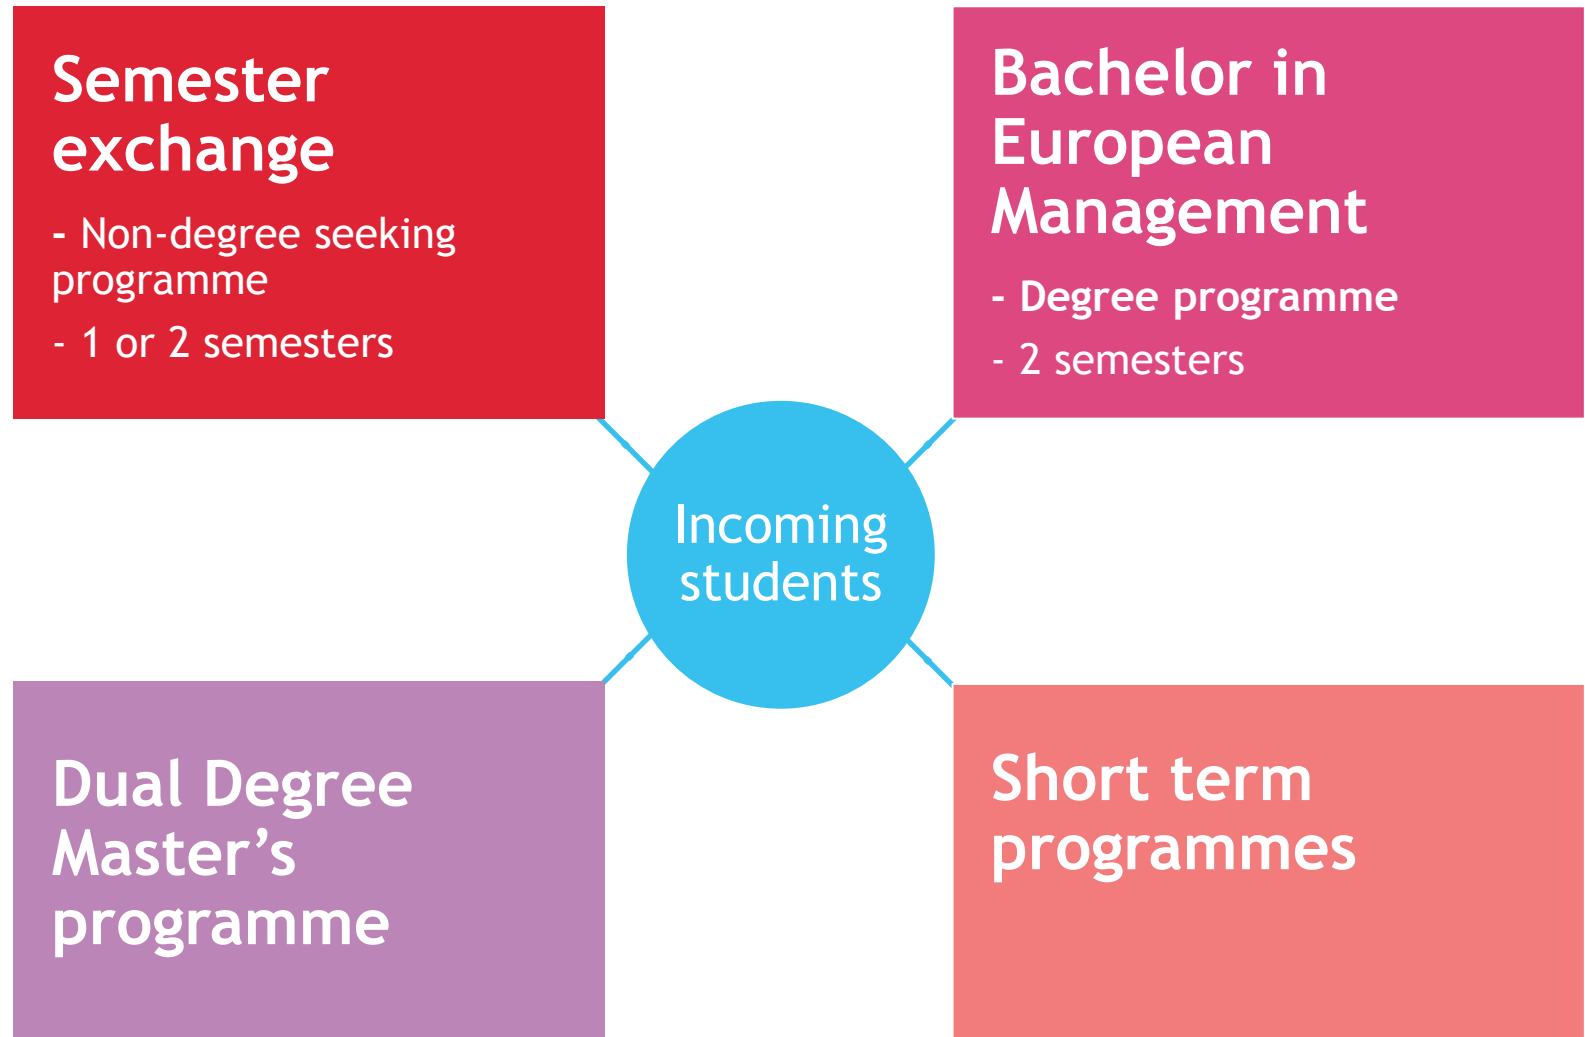 Semester
exchange
- Non-degree seeking
programme
- 1 or 2 semesters
Bachelor in
European
Management
- Degree programme
- 2 semesters
Incoming
students
Dual Degree
Master’s
programme
Short term
programmes